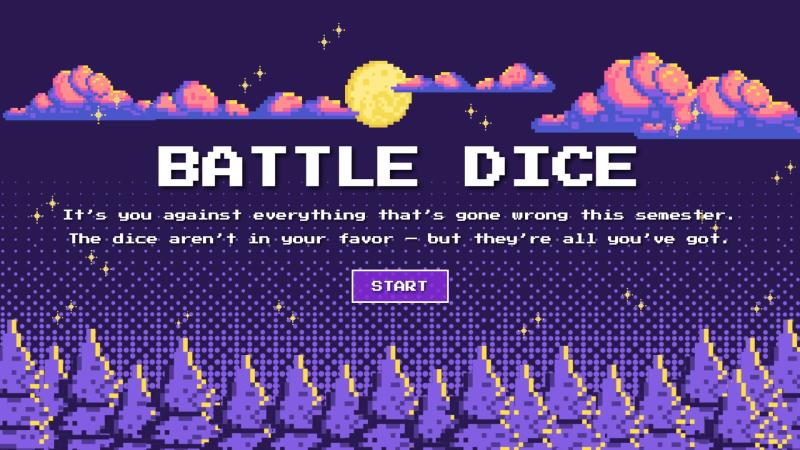 BATTLE DICE
It's you against everything that's gone wrong this semester.
The dice aren't in your favor — but they're all you've got.
START